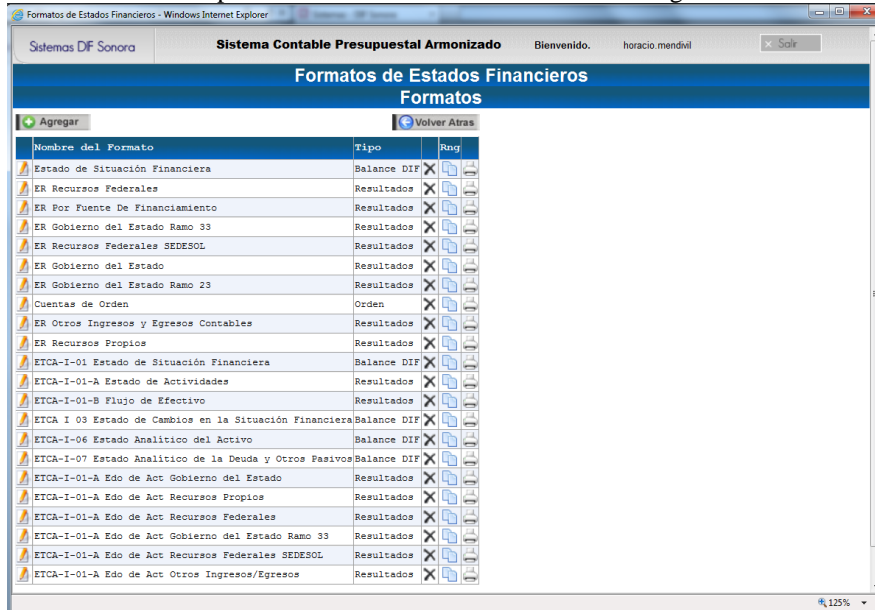 Formatos de Estados Financieros - Windows Internet Explorer
Sistemas DIF Sonora Sistema Contable Presupuestal Armonizado Bienvenido. horacio.mendivil × Salir
Formatos de Estados Financieros
Formatos
Agregar Volver Atras
Nombre del Formato Tipo Rng
Estado de Situación Financiera Balance DIF
ER Recursos Federales Resultados
ER Por Fuente De Financiamiento Resultados
ER Gobierno del Estado Ramo 33 Resultados
ER Recursos Federales SEDESOL Resultados
ER Gobierno del Estado Resultados
ER Gobierno del Estado Ramo 23 Resultados
Cuentas de Orden Orden
ER Otros Ingresos y Egresos Contables Resultados
ER Recursos Propios Resultados
ETCA-I-01 Estado de Situación Financiera Balance DIF
ETCA-I-01-A Estado de Actividades Resultados
ETCA-I-01-B Flujo de Efectivo Resultados
ETCA I 03 Estado de Cambios en la Situación Financiera Balance DIF
ETCA-I-06 Estado Analítico del Activo Balance DIF
ETCA-I-07 Estado Analítico de la Deuda y Otros Pasivos Balance DIF
ETCA-I-01-A Edo de Act Gobierno del Estado Resultados
ETCA-I-01-A Edo de Act Recursos Propios Resultados
ETCA-I-01-A Edo de Act Recursos Federales Resultados
ETCA-I-01-A Edo de Act Gobierno del Estado Ramo 33 Resultados
ETCA-I-01-A Edo de Act Recursos Federales SEDESOL Resultados
ETCA-I-01-A Edo de Act Otros Ingresos/Egresos Resultados
125%